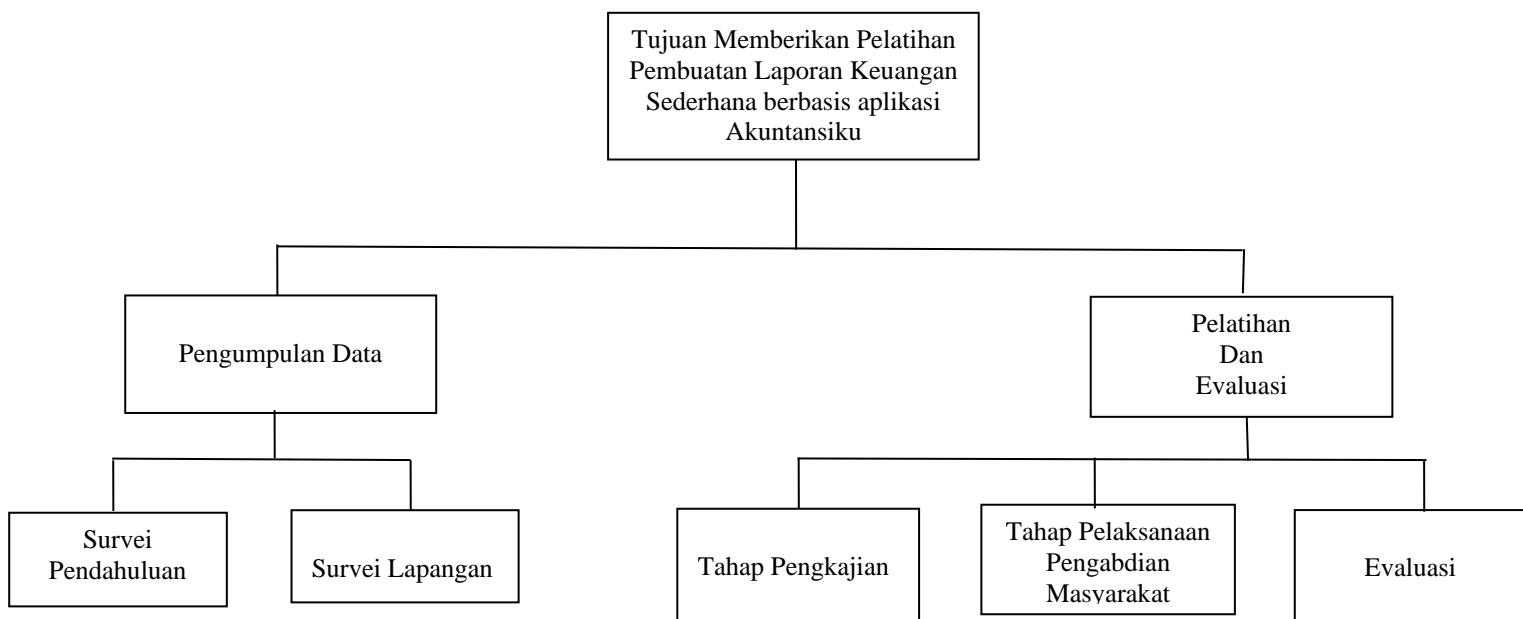 Tujuan Memberikan Pelatihan
Pembuatan Laporan Keuangan
Sederhana berbasis aplikasi
Akuntansiku
Pengumpulan Data
Pelatihan
Dan
Evaluasi
Survei
Pendahuluan
Survei Lapangan
Tahap Pengkajian
Tahap Pelaksanaan
Pengabdian
Masyarakat
Evaluasi